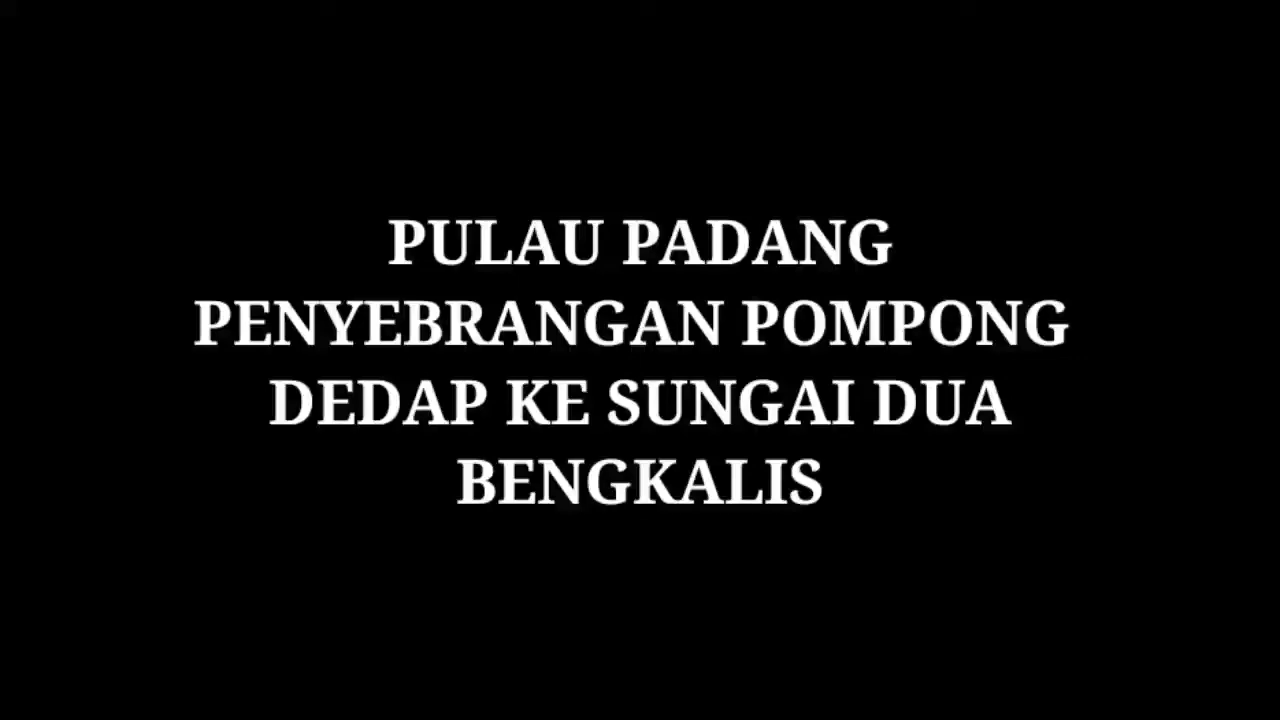 PULAU PADANG
PENYEBRANGAN POMPONG
DEDAP KE SUNGAI DUA
BENGKALIS